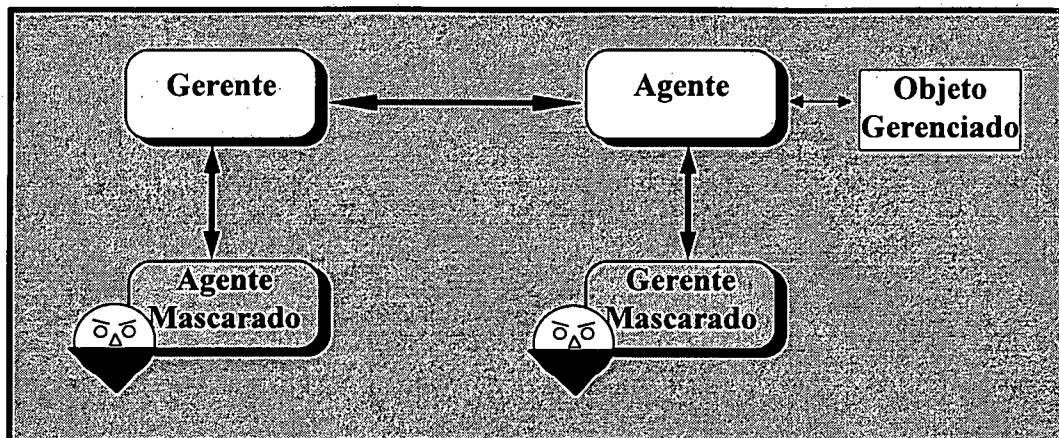 Gerente
Agente
Objeto
Gerenciado
Agente
Mascarado
Gerente
Mascarado